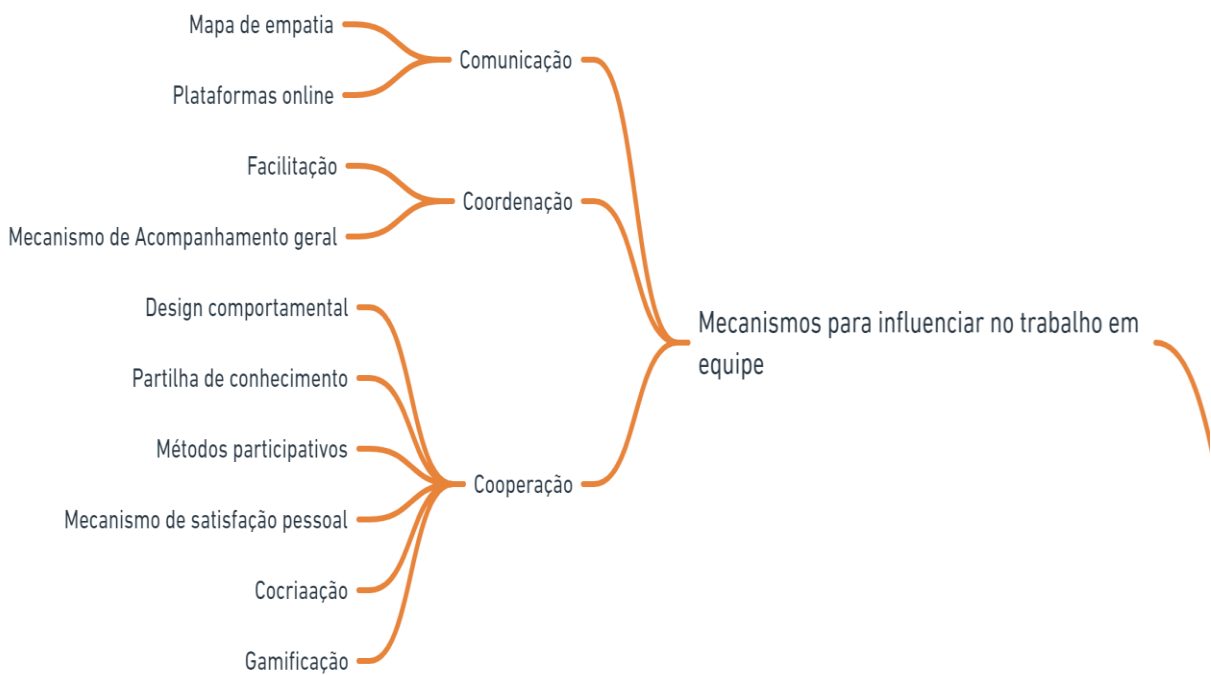 Mapa de empatia
Plataformas online
Comunicação
Facilitação
Mecanismo de Acompanhamento geral
Coordenação
Design comportamental
Partilha de conhecimento
Métodos participativos
Mecanismo de satisfação pessoal
Cocriaação
Gamificação
Cooperação
Mecanismos para influenciar no trabalho em
equipe